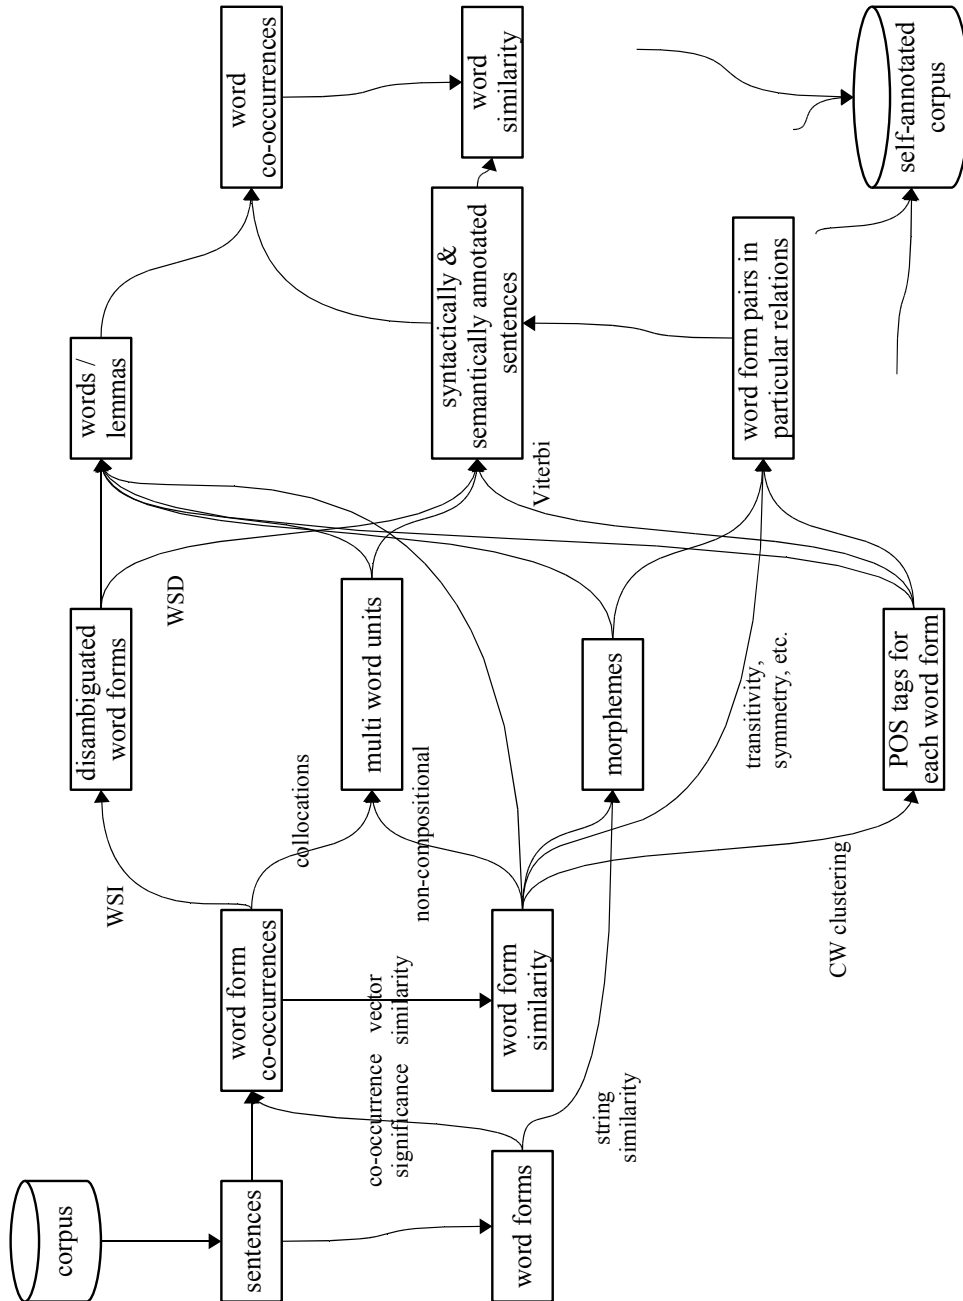 corpus
sentences
word forms
word form
co-occurrences
co-occurrence
significance
vector
similarity
word form
similarity
string
similarity
WSI
collocations
non-compositional
CW clustering
disambiguated
word forms
WSD
multi word units
morphemes
transitivity,
symmetry, etc.
POS tags for
each word form
words /
lemmas
Viterbi
syntactically &
semantically annotated
sentences
word form pairs in
particular relations
word
co-occurrences
word
similarity
self-annotated
corpus